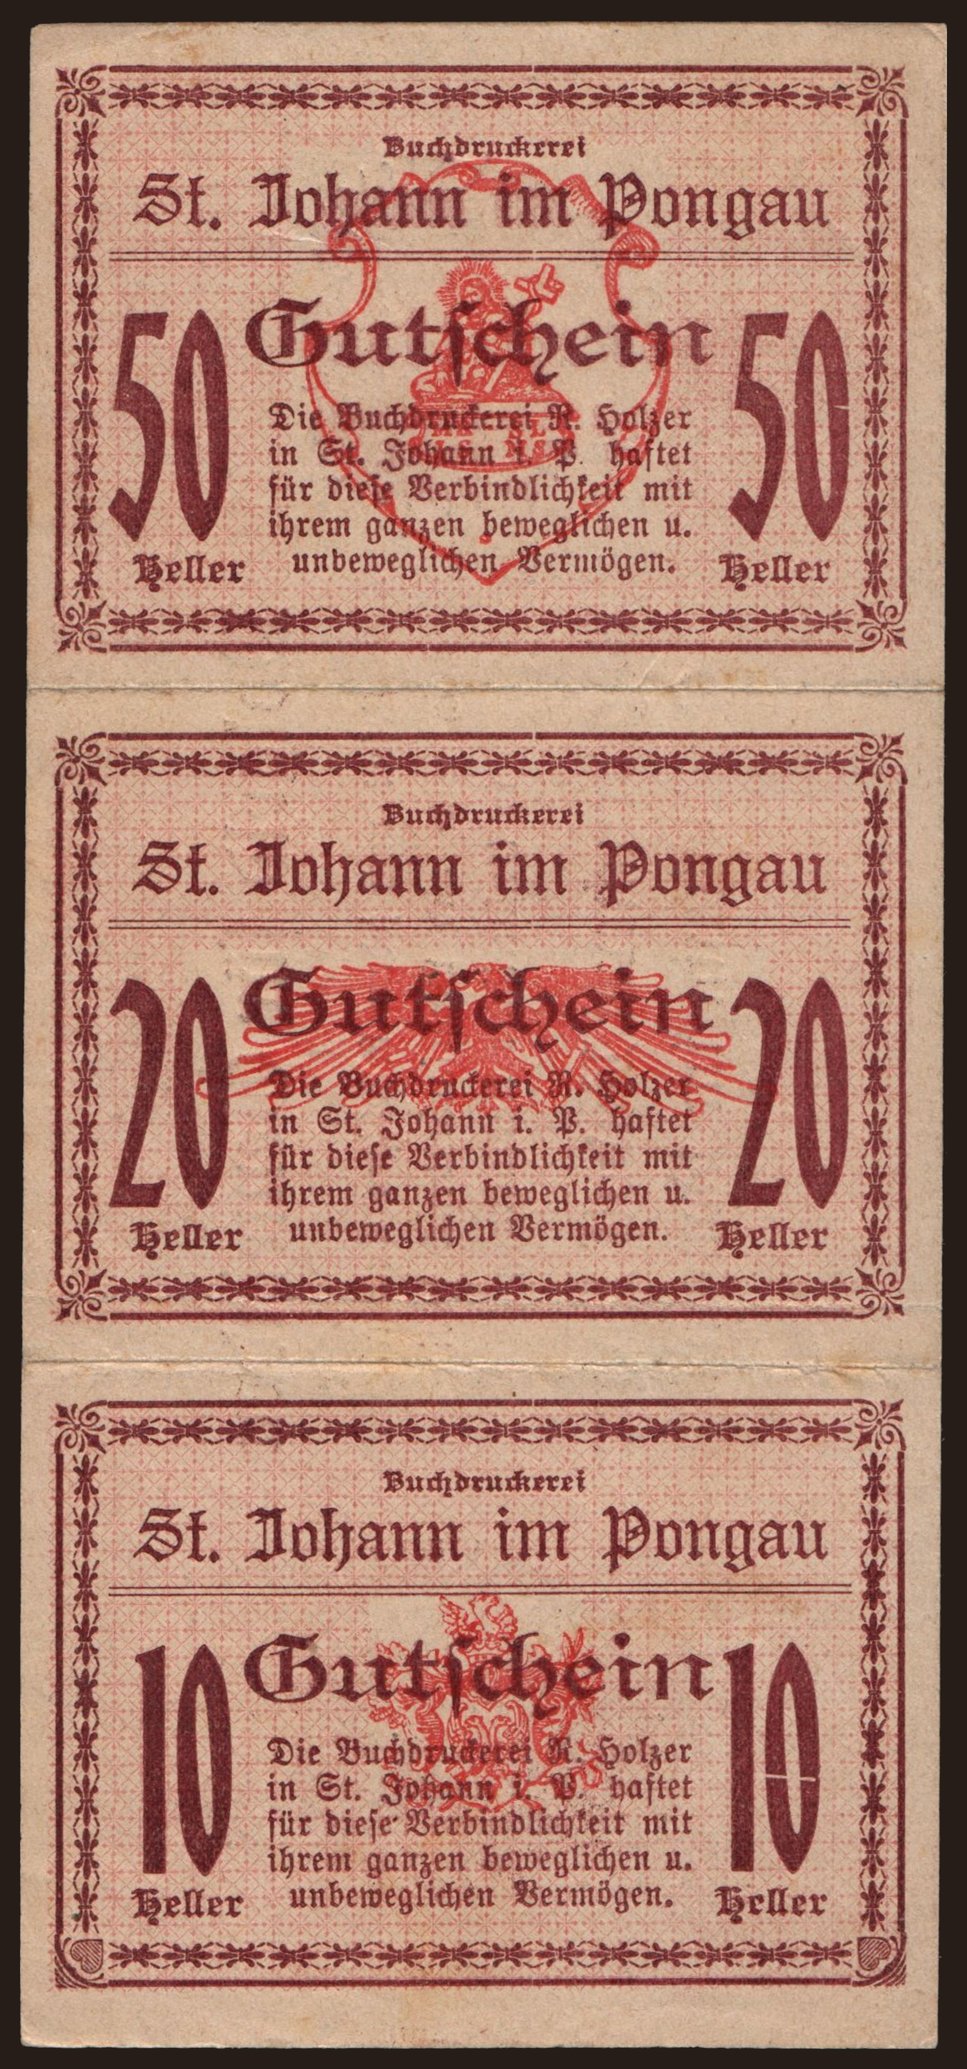 Buchdruckerei
St. Johann im Pongau
Gutschein
50 50
Die Buchdruckerei R. Holzer
in St. Johann i. P. haftet
für diese Verbindlichkeit mit
ihrem ganzen beweglichen u.
unbeweglichen Vermögen.
Heller Heller
Buchdruckerei
St. Johann im Pongau
Gutschein
20 20
Die Buchdruckerei R. Holzer
in St. Johann i. P. haftet
für diese Verbindlichkeit mit
ihrem ganzen beweglichen u.
unbeweglichen Vermögen.
Heller Heller
Buchdruckerei
St. Johann im Pongau
Gutschein
10 10
Die Buchdruckerei R. Holzer
in St. Johann i. P. haftet
für diese Verbindlichkeit mit
ihrem ganzen beweglichen u.
unbeweglichen Vermögen.
Heller Heller